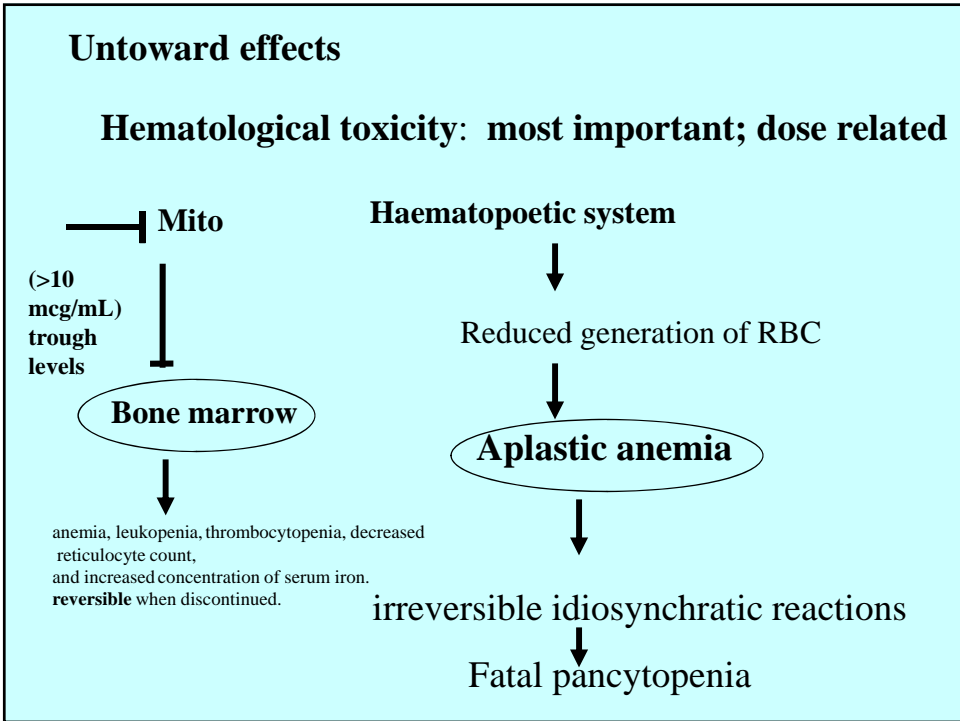 Untoward effects
Hematological toxicity: most important; dose related
Mito
(>10
mcg/mL)
trough
levels
Bone marrow
anemia, leukopenia, thrombocytopenia, decreased
reticulocyte count,
and increased concentration of serum iron.
reversible when discontinued.
Haematopoetic system
Reduced generation of RBC
Aplastic anemia
irreversible idiosynchratic reactions
Fatal pancytopenia